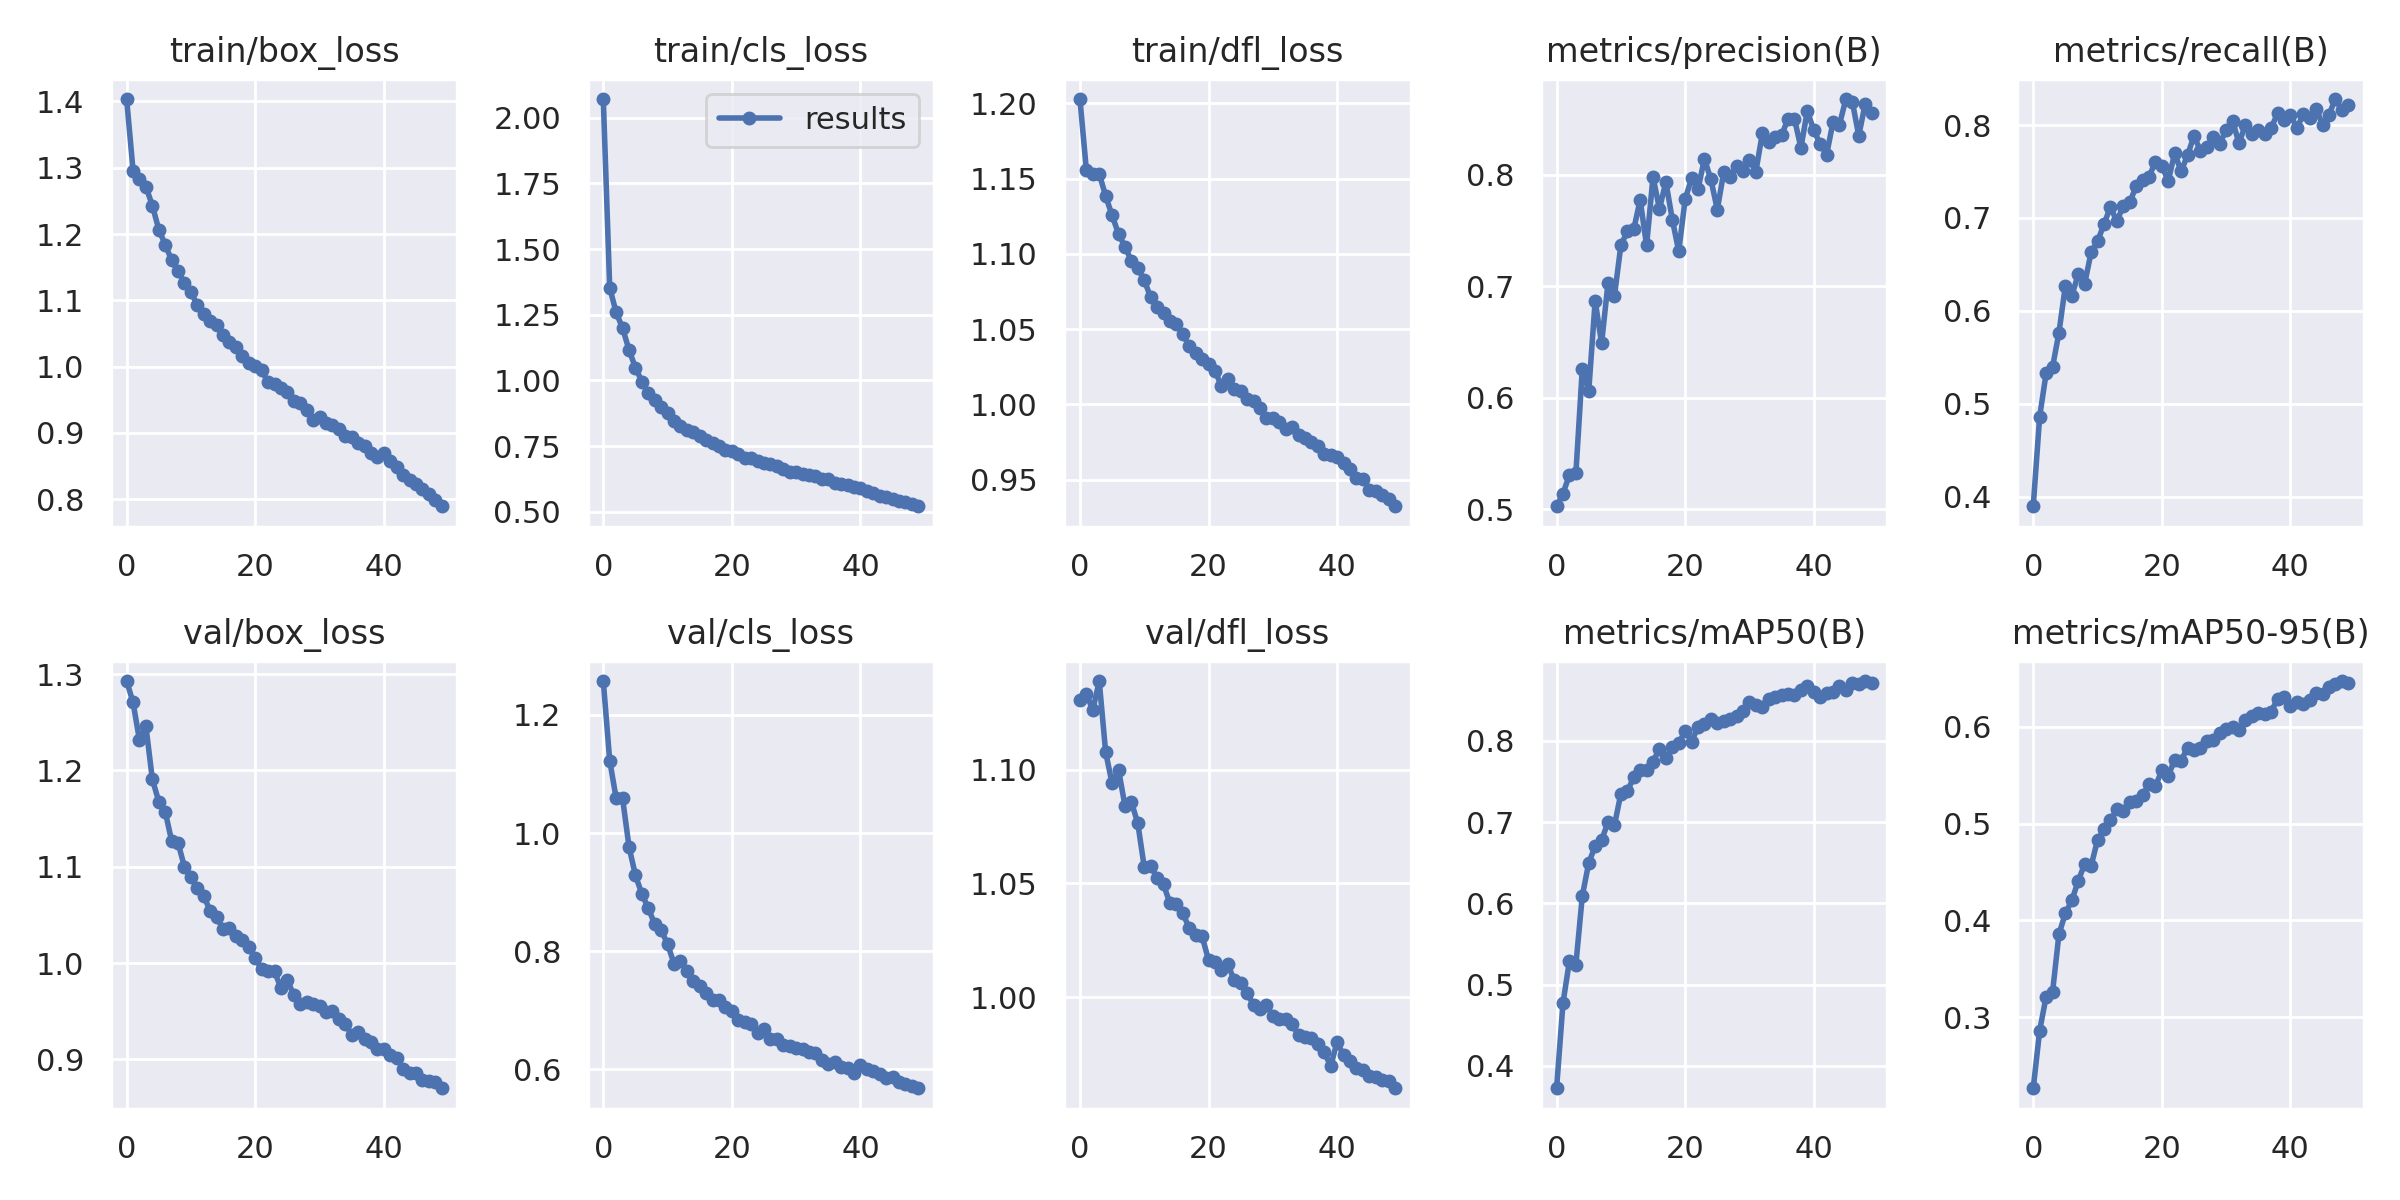 train/box_loss
1.4
1.3
1.2
1.1
1.0
0.9
0.8
0 20 40
train/cls_loss
results
2.00
1.75
1.50
1.25
1.00
0.75
0.50
0 20 40
train/dfl_loss
1.20
1.15
1.10
1.05
1.00
0.95
0 20 40
metrics/precision(B)
0.8
0.7
0.6
0.5
0 20 40
metrics/recall(B)
0.8
0.7
0.6
0.5
0.4
0 20 40
val/box_loss
1.3
1.2
1.1
1.0
0.9
0 20 40
val/cls_loss
1.2
1.0
0.8
0.6
0 20 40
val/dfl_loss
1.10
1.05
1.00
0 20 40
metrics/mAP50(B)
0.8
0.7
0.6
0.5
0.4
0 20 40
metrics/mAP50-95(B)
0.6
0.5
0.4
0.3
0 20 40